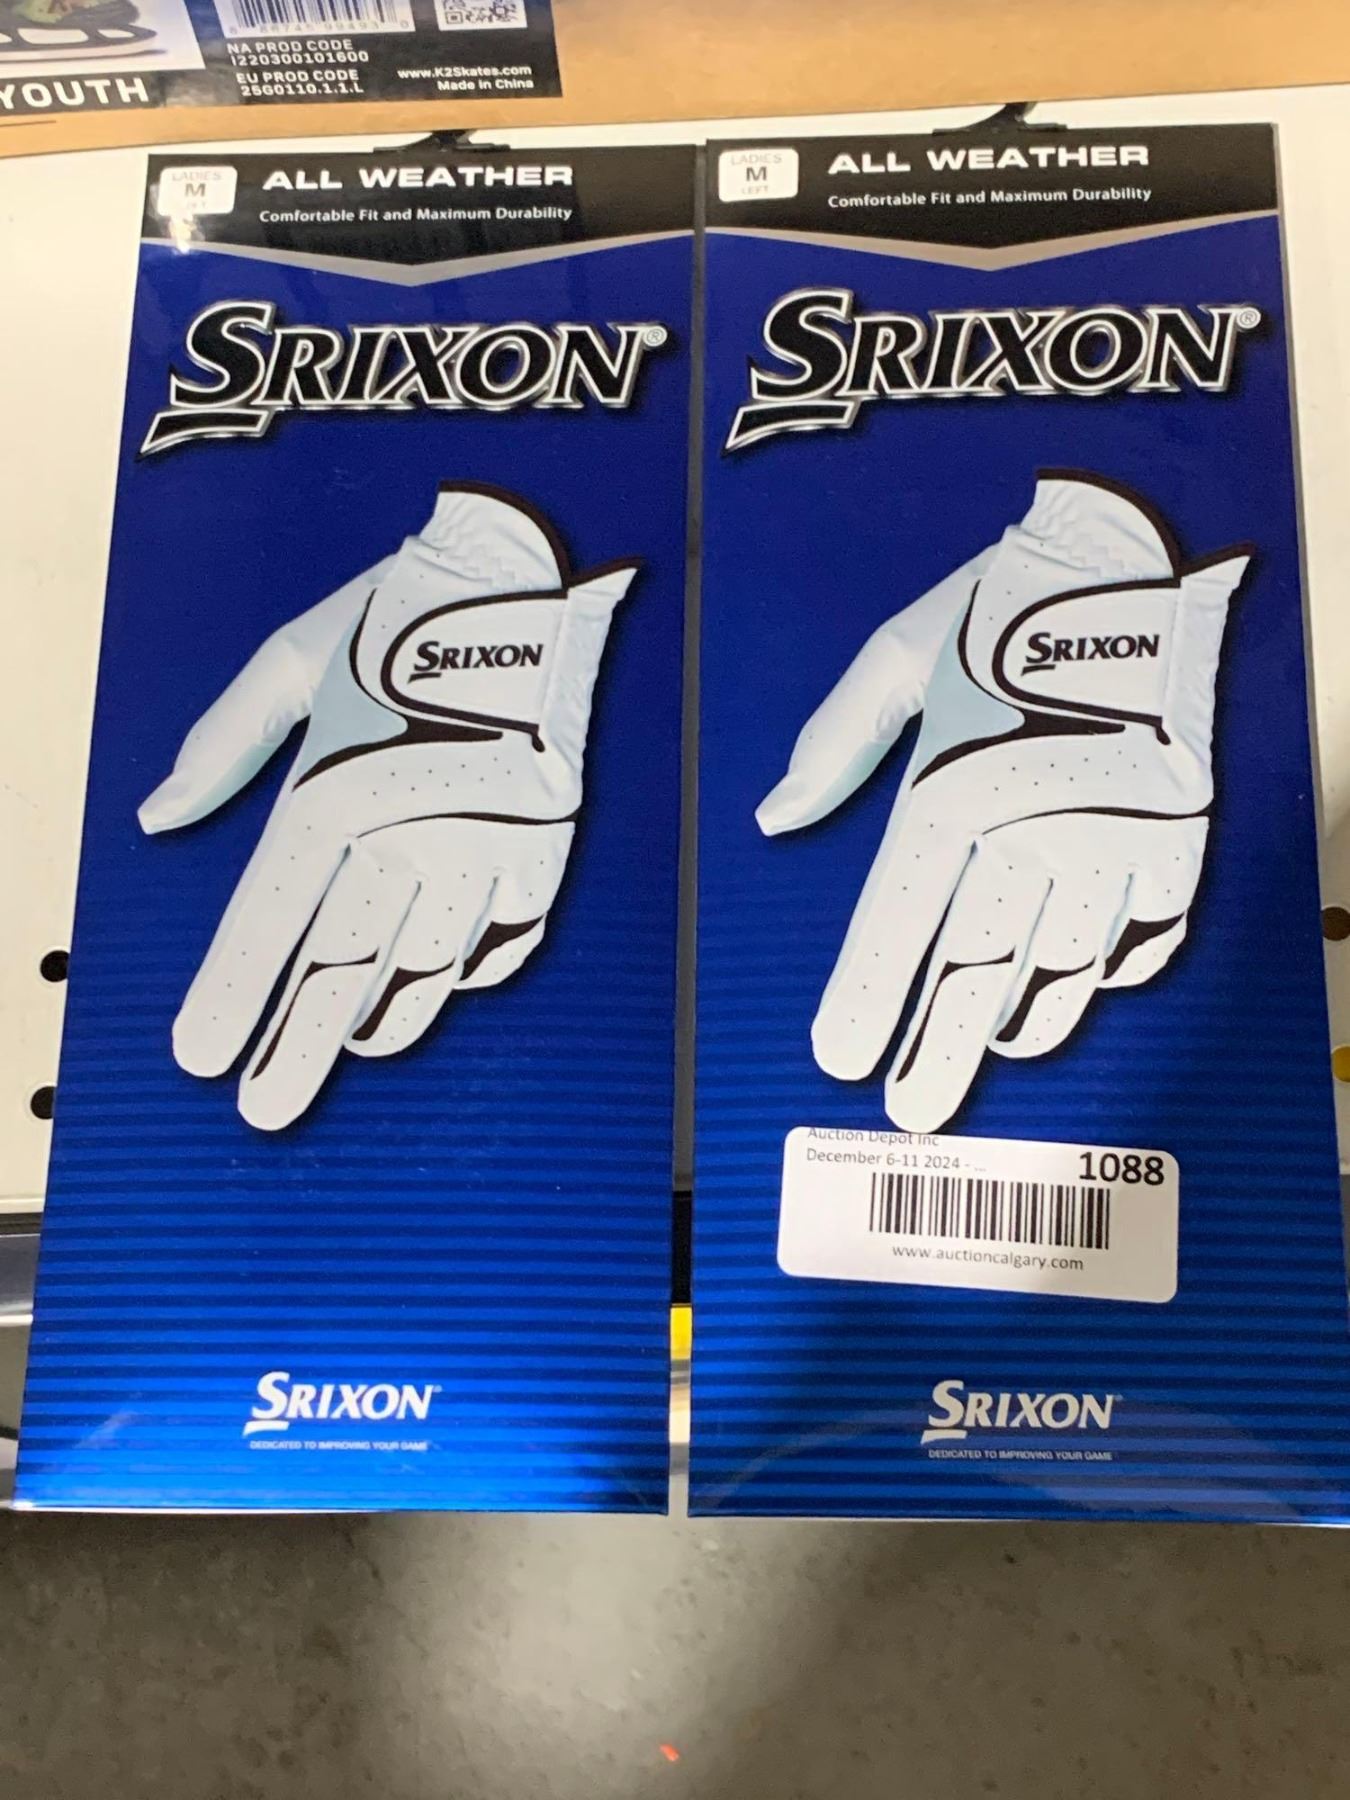 NA PROD CODE
I220300101600
EU PROD CODE
25G0110.1.1.L
www.K2Skates.com
Made in China
YOUTH
LADIES
M
ALL WEATHER
Comfortable Fit and Maximum Durability
SRIXON®
SRIXON
SRIXON
DEDICATED TO IMPROVING YOUR GAME
LADIES
M
LEFT
ALL WEATHER
Comfortable Fit and Maximum Durability
SRIXON®
SRIXON
Auction Depot Inc
December 6-11 2024 - ...
1088
www.auctioncalgary.com
SRIXON
DEDICATED TO IMPROVING YOUR GAME